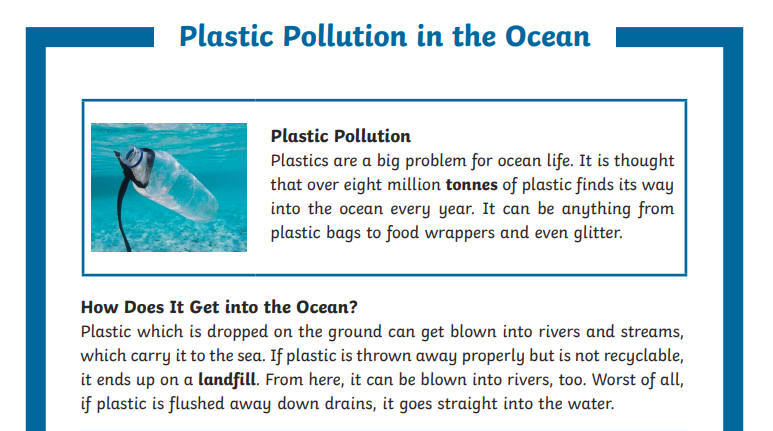 Plastic Pollution in the Ocean
Plastic Pollution
Plastics are a big problem for ocean life. It is thought
that over eight million tonnes of plastic finds its way
into the ocean every year. It can be anything from
plastic bags to food wrappers and even glitter.
How Does It Get into the Ocean?
Plastic which is dropped on the ground can get blown into rivers and streams,
which carry it to the sea. If plastic is thrown away properly but is not recyclable,
it ends up on a landfill. From here, it can be blown into rivers, too. Worst of all,
if plastic is flushed away down drains, it goes straight into the water.